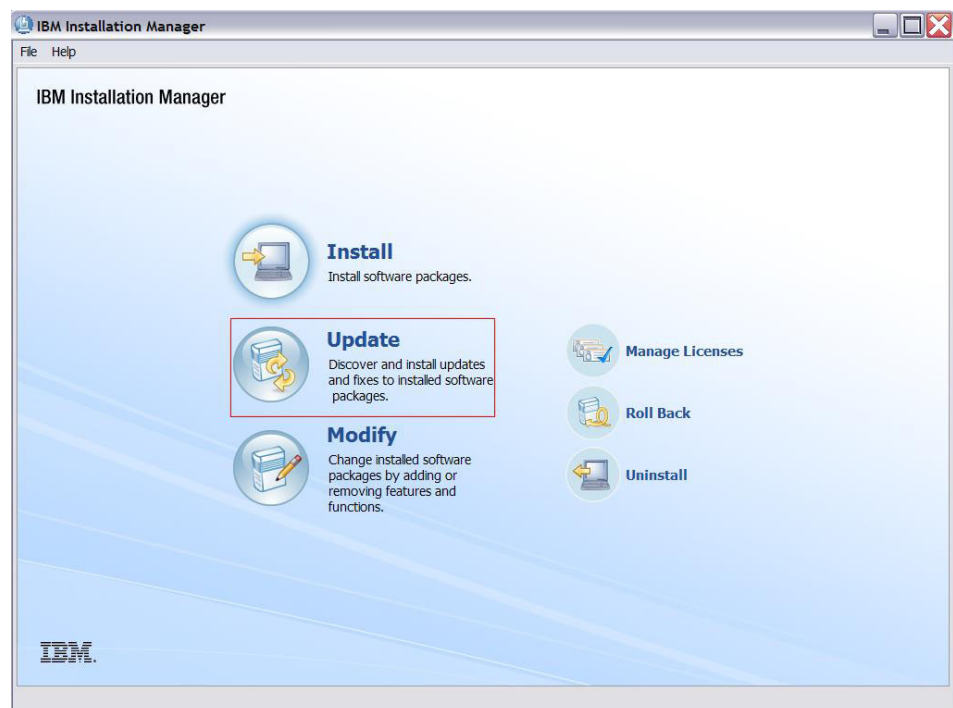 IBM Installation Manager
File Help
IBM Installation Manager
Install
Install software packages.
Update
Discover and install updates
and fixes to installed software
packages.
Modify
Change installed software
packages by adding or
removing features and
functions.
Manage Licenses
Roll Back
Uninstall
IBM.